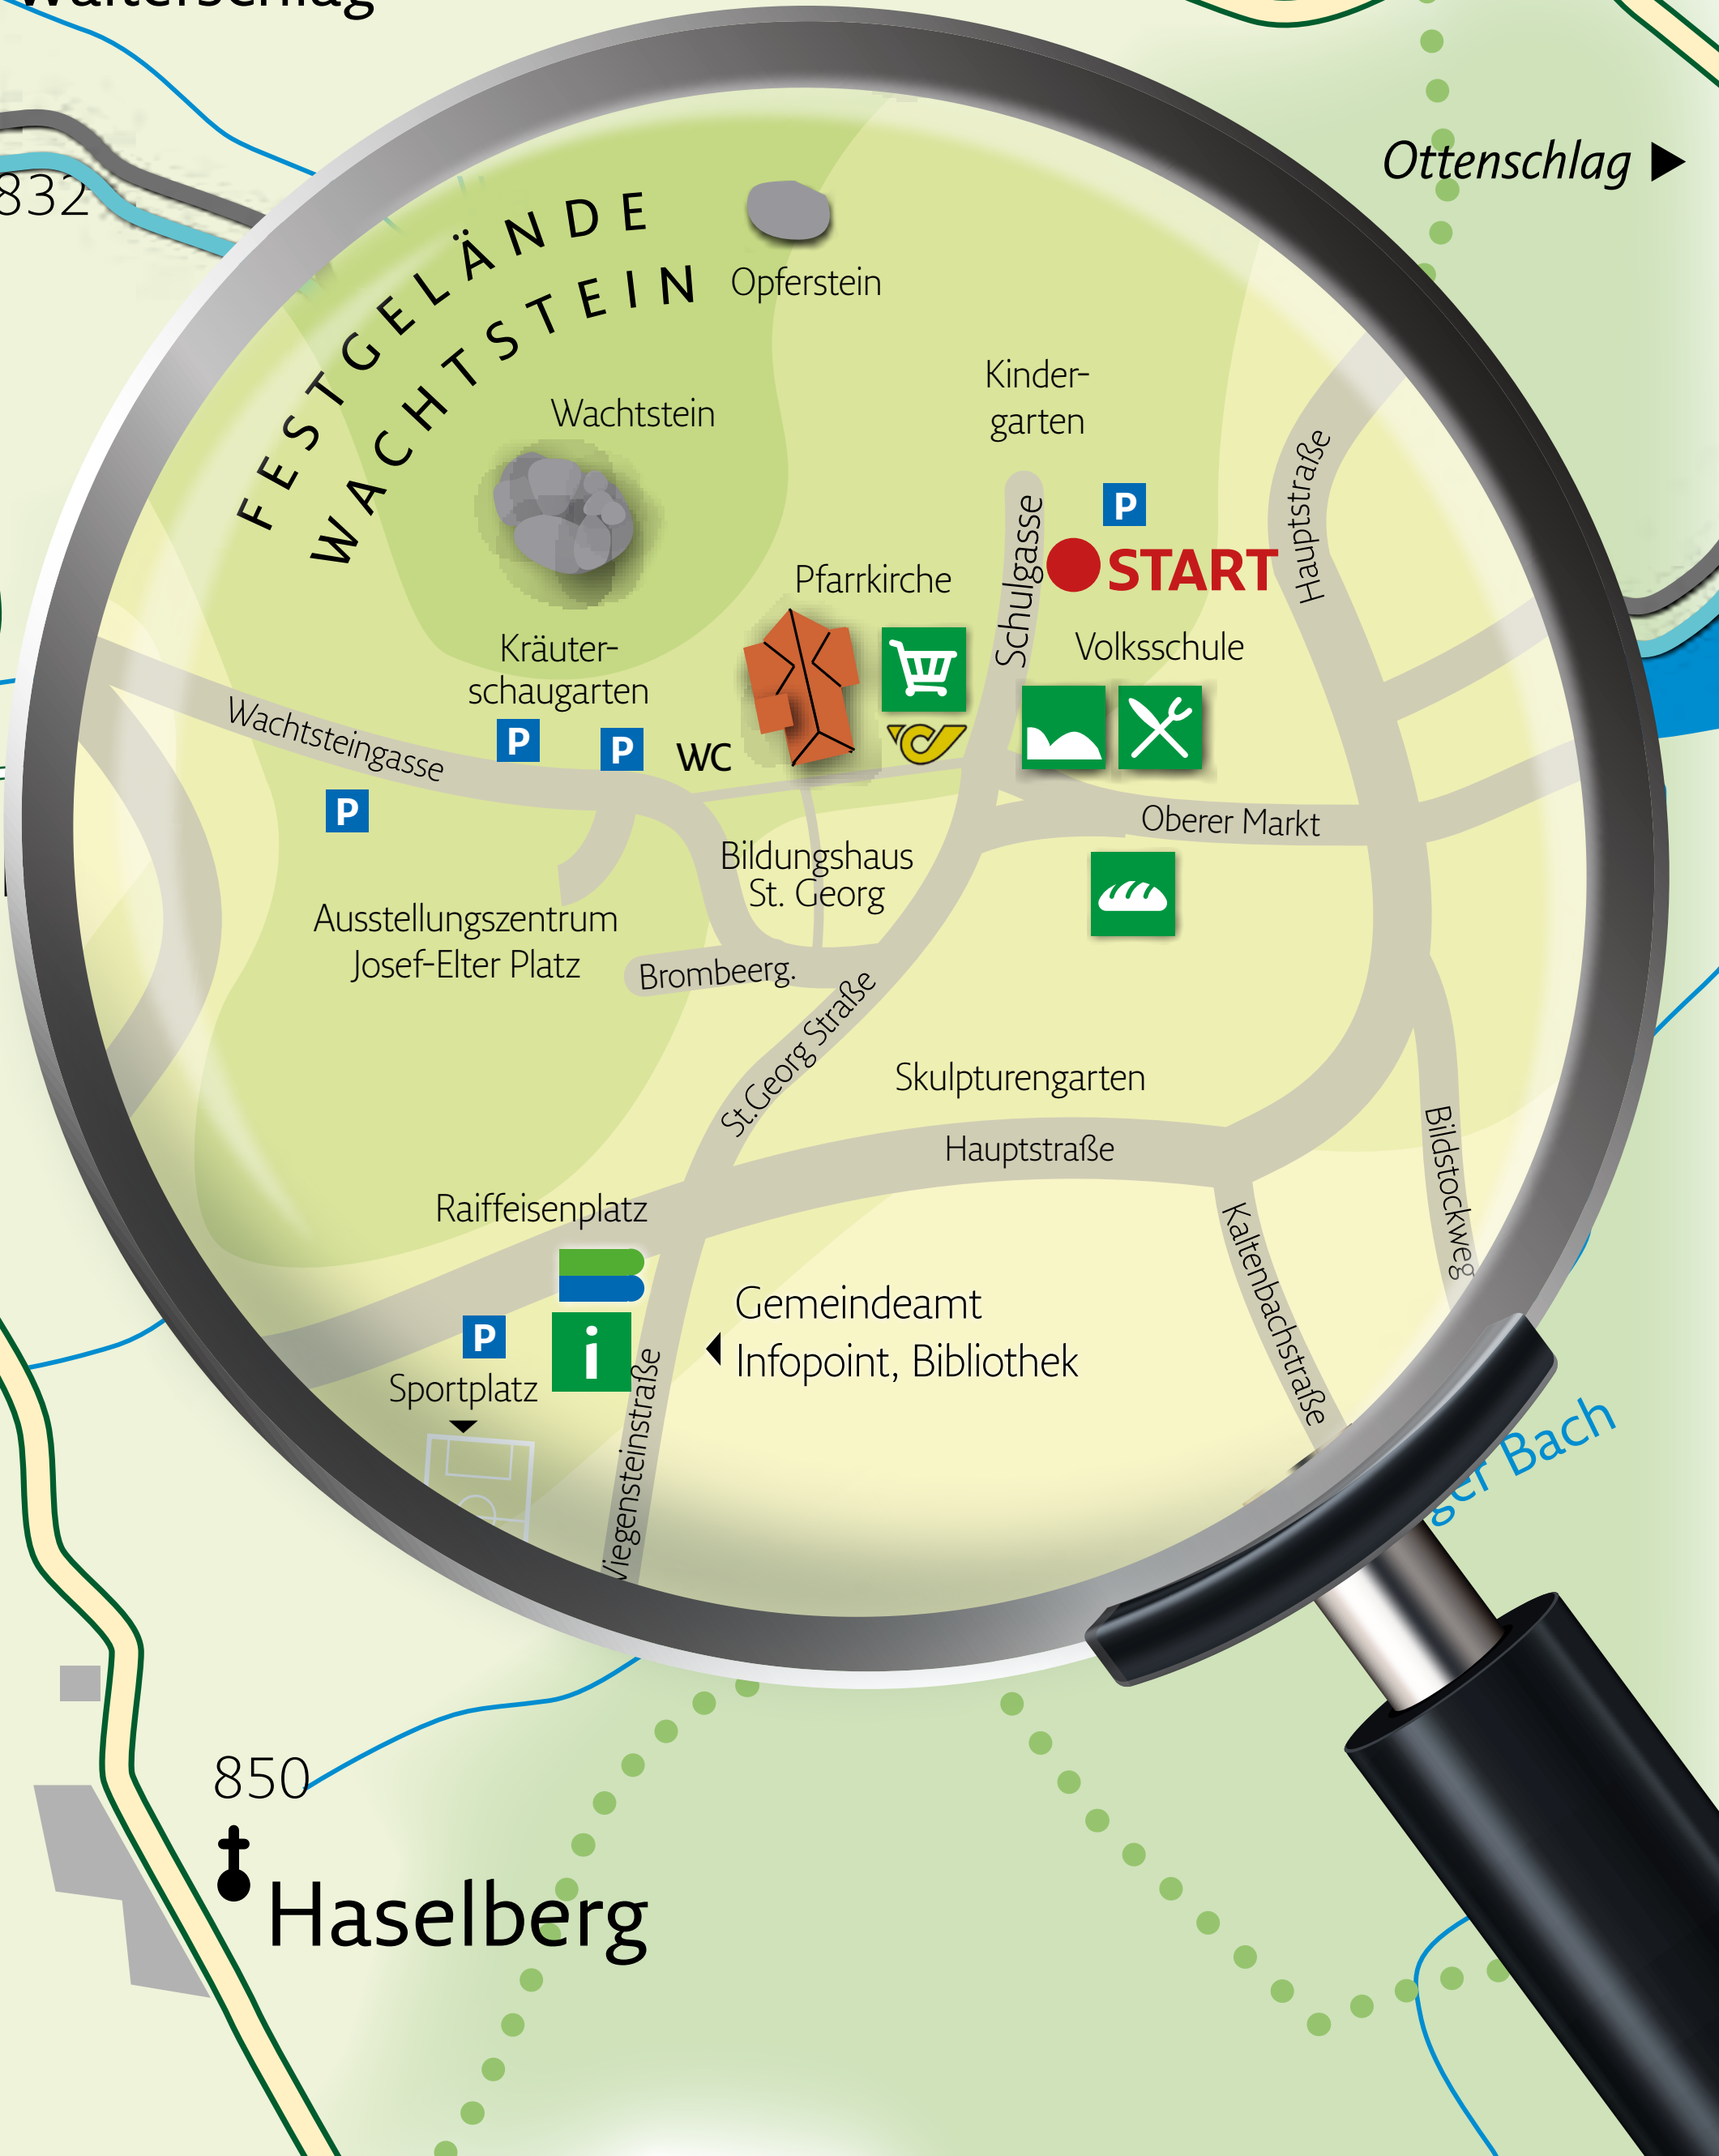 Ottenschlag
832
FESTGELÄNDE
WACHTSTEIN
Opferstein
Wachtstein
Kinder-
garten
Hauptstraße
P
Schulgasse
START
Pfarrkirche
Volksschule
Kräuter-
schaugarten
Wachtsteingasse
P
P
WC
P
Oberer Markt
Bildungshaus
St. Georg
Ausstellungszentrum
Josef-Elter Platz
Brombeerg.
St.Georg Straße
Skulpturengarten
Hauptstraße
Bildstockweg
Raiffeisenplatz
Kaltenbachstraße
Gemeindeamt
Infopoint, Bibliothek
P
i
Sportplatz
Bach
850
Haselberg